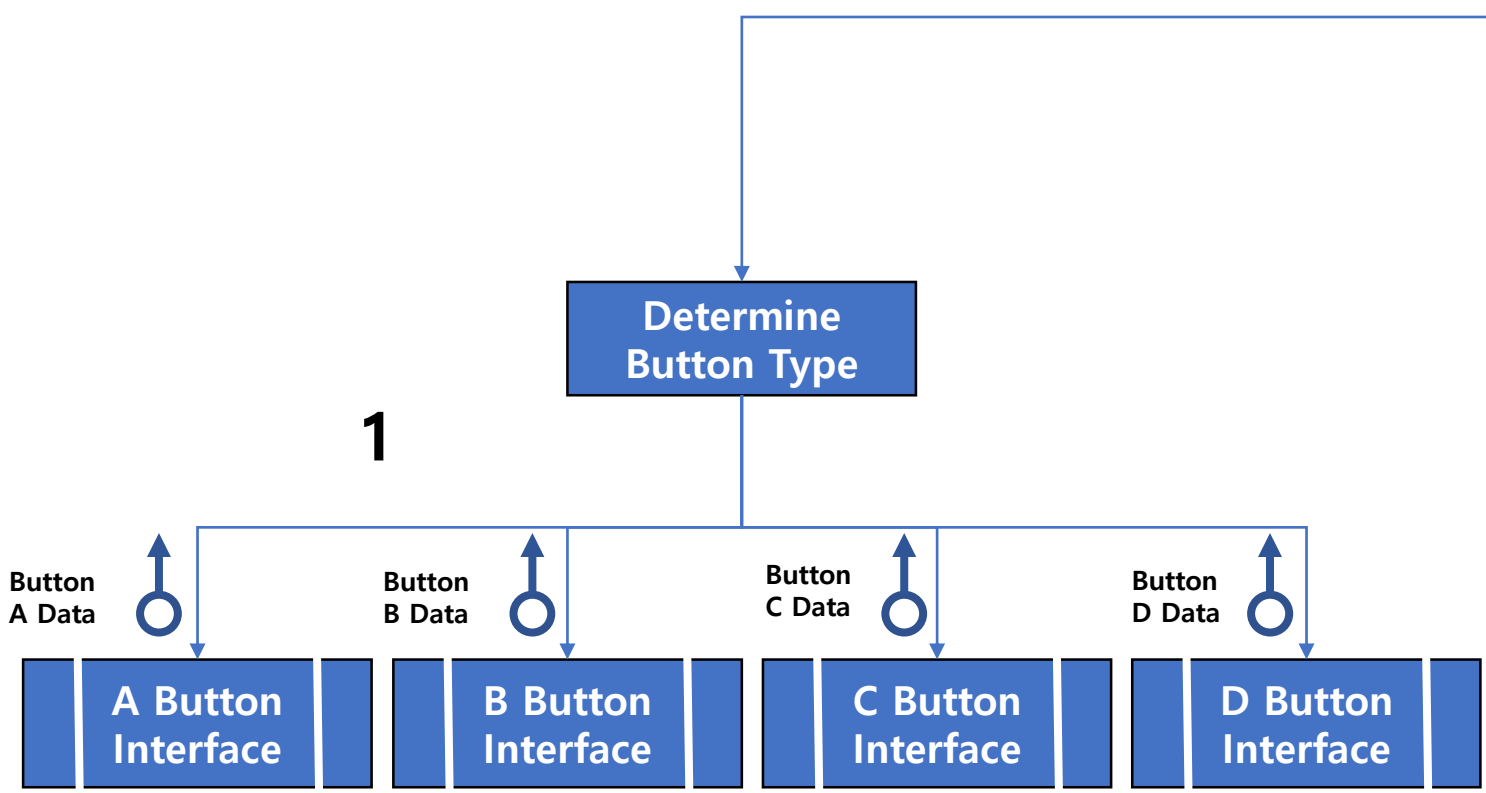 Determine
Button Type
1
Button
A Data
Button
B Data
Button
C Data
Button
D Data
A Button
Interface
B Button
Interface
C Button
Interface
D Button
Interface